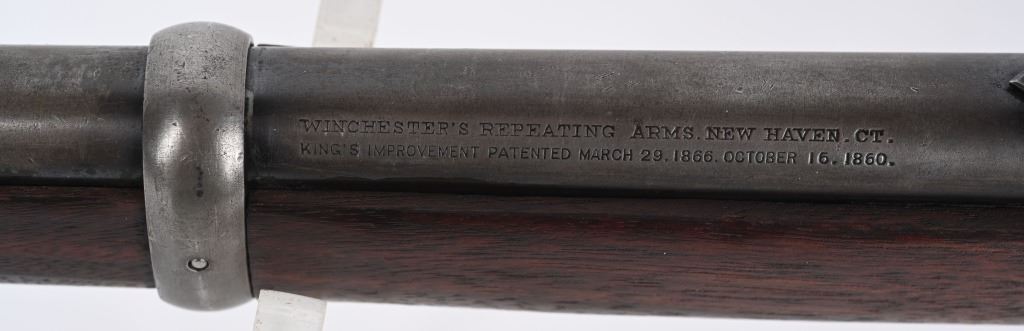 WINCHESTER'S REPEATING ARMS. NEW HAVEN. CT.
KING'S IMPROVEMENT PATENTED MARCH 29. 1866. OCTOBER 16. 1860.